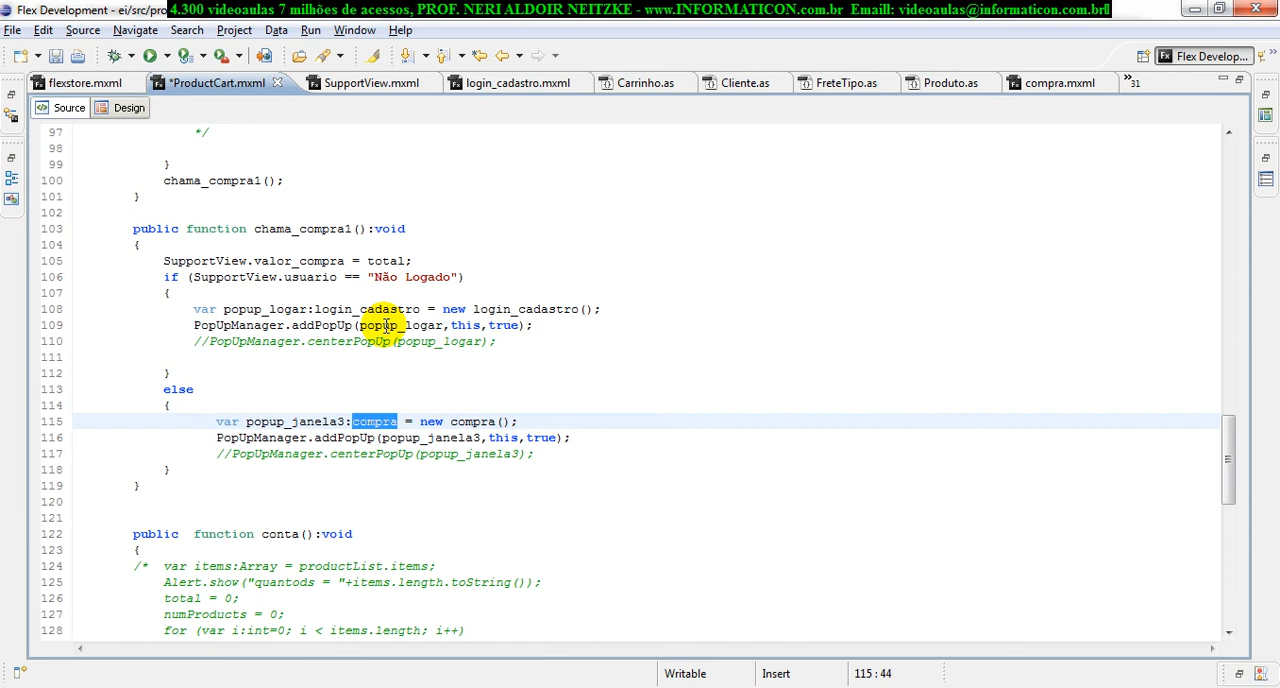 Flex Development - ei/src/pro
4.300 videoaulas 7 milhões de acessos, PROF. NERI ALDOIR NEITZKE - www.INFORMATICON.com.br Emaill: videoaulas@informaticon.com.br
File Edit Source Navigate Search Project Data Run Window Help
Flex Develop...
flexstore.mxml *ProductCart.mxml SupportView.mxml login_cadastro.mxml Carrinho.as Cliente.as FreteTipo.as Produto.as compra.mxml »31
Source Design
97 */
98
99 }
100 chama_compra1();
101 }
102
103 public function chama_compra1():void
104 {
105 SupportView.valor_compra = total;
106 if (SupportView.usuario == "Não Logado")
107 {
108 var popup_logar:login_cadastro = new login_cadastro();
109 PopUpManager.addPopUp(popup_logar,this,true);
110 //PopUpManager.centerPopUp(popup_logar);
111
112 }
113 else
114 {
115 var popup_janela3:compra = new compra();
116 PopUpManager.addPopUp(popup_janela3,this,true);
117 //PopUpManager.centerPopUp(popup_janela3);
118 }
119 }
120
121
122 public function conta():void
123 {
124 /* var items:Array = productList.items;
125 Alert.show("quantods = "+items.length.toString());
126 total = 0;
127 numProducts = 0;
128 for (var i:int=0; i < items.length; i++)
Writable Insert 115 : 44